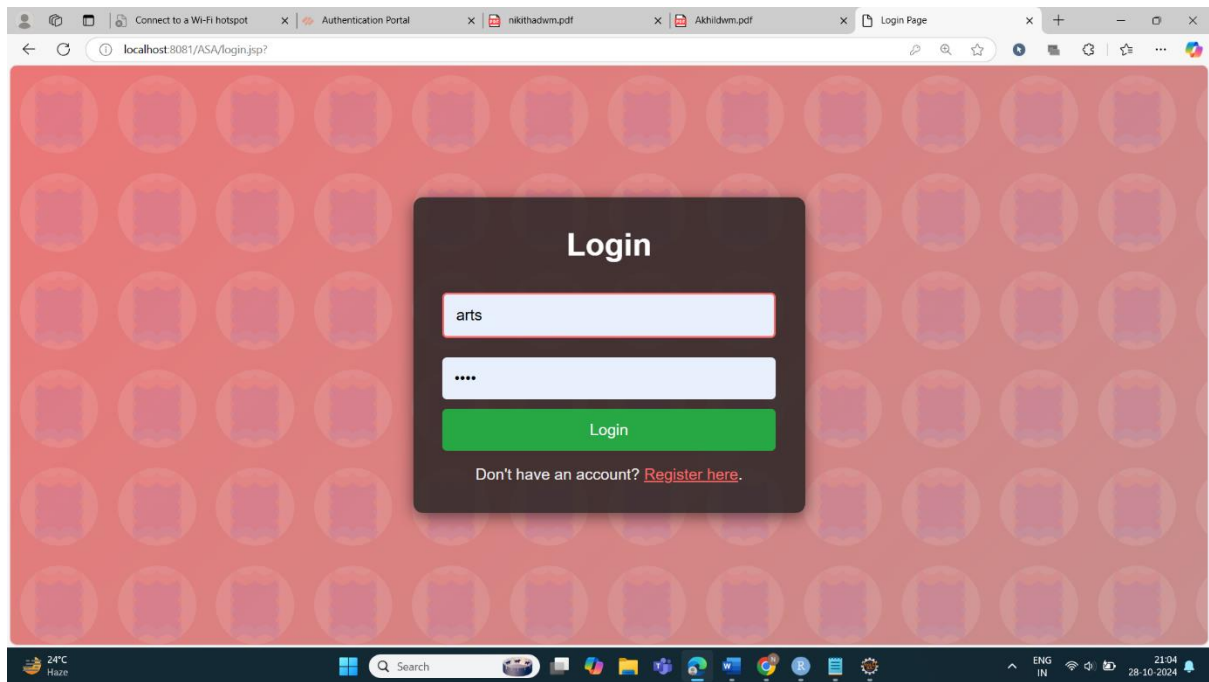 Connect to a Wi-Fi hotspot
Authentication Portal
nikithadwm.pdf
Akhildwm.pdf
Login Page
localhost:8081/ASA/login.jsp?
Login
arts
••••
Login
Don't have an account? Register here.
24°C
Haze
Search
ENG
IN
21:04
28-10-2024